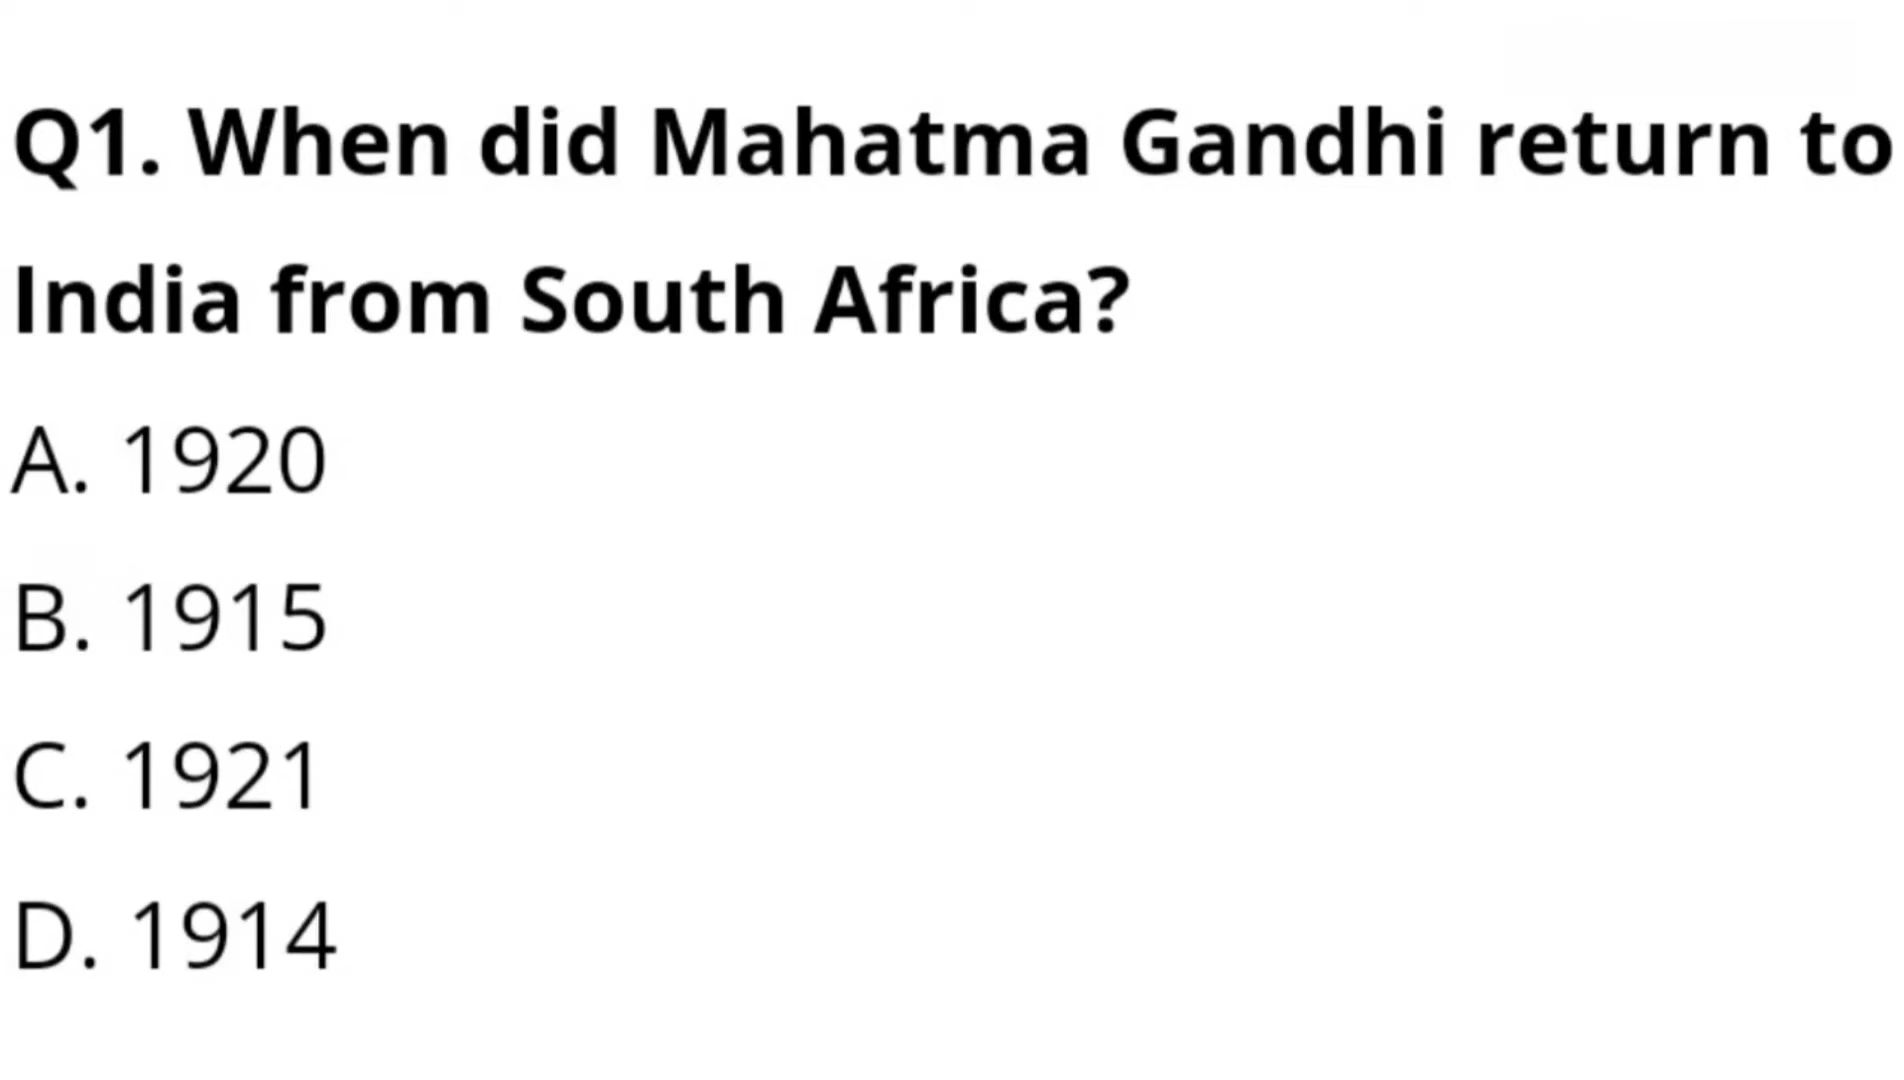 Q1. When did Mahatma Gandhi return to
India from South Africa?
A. 1920
B. 1915
C. 1921
D. 1914